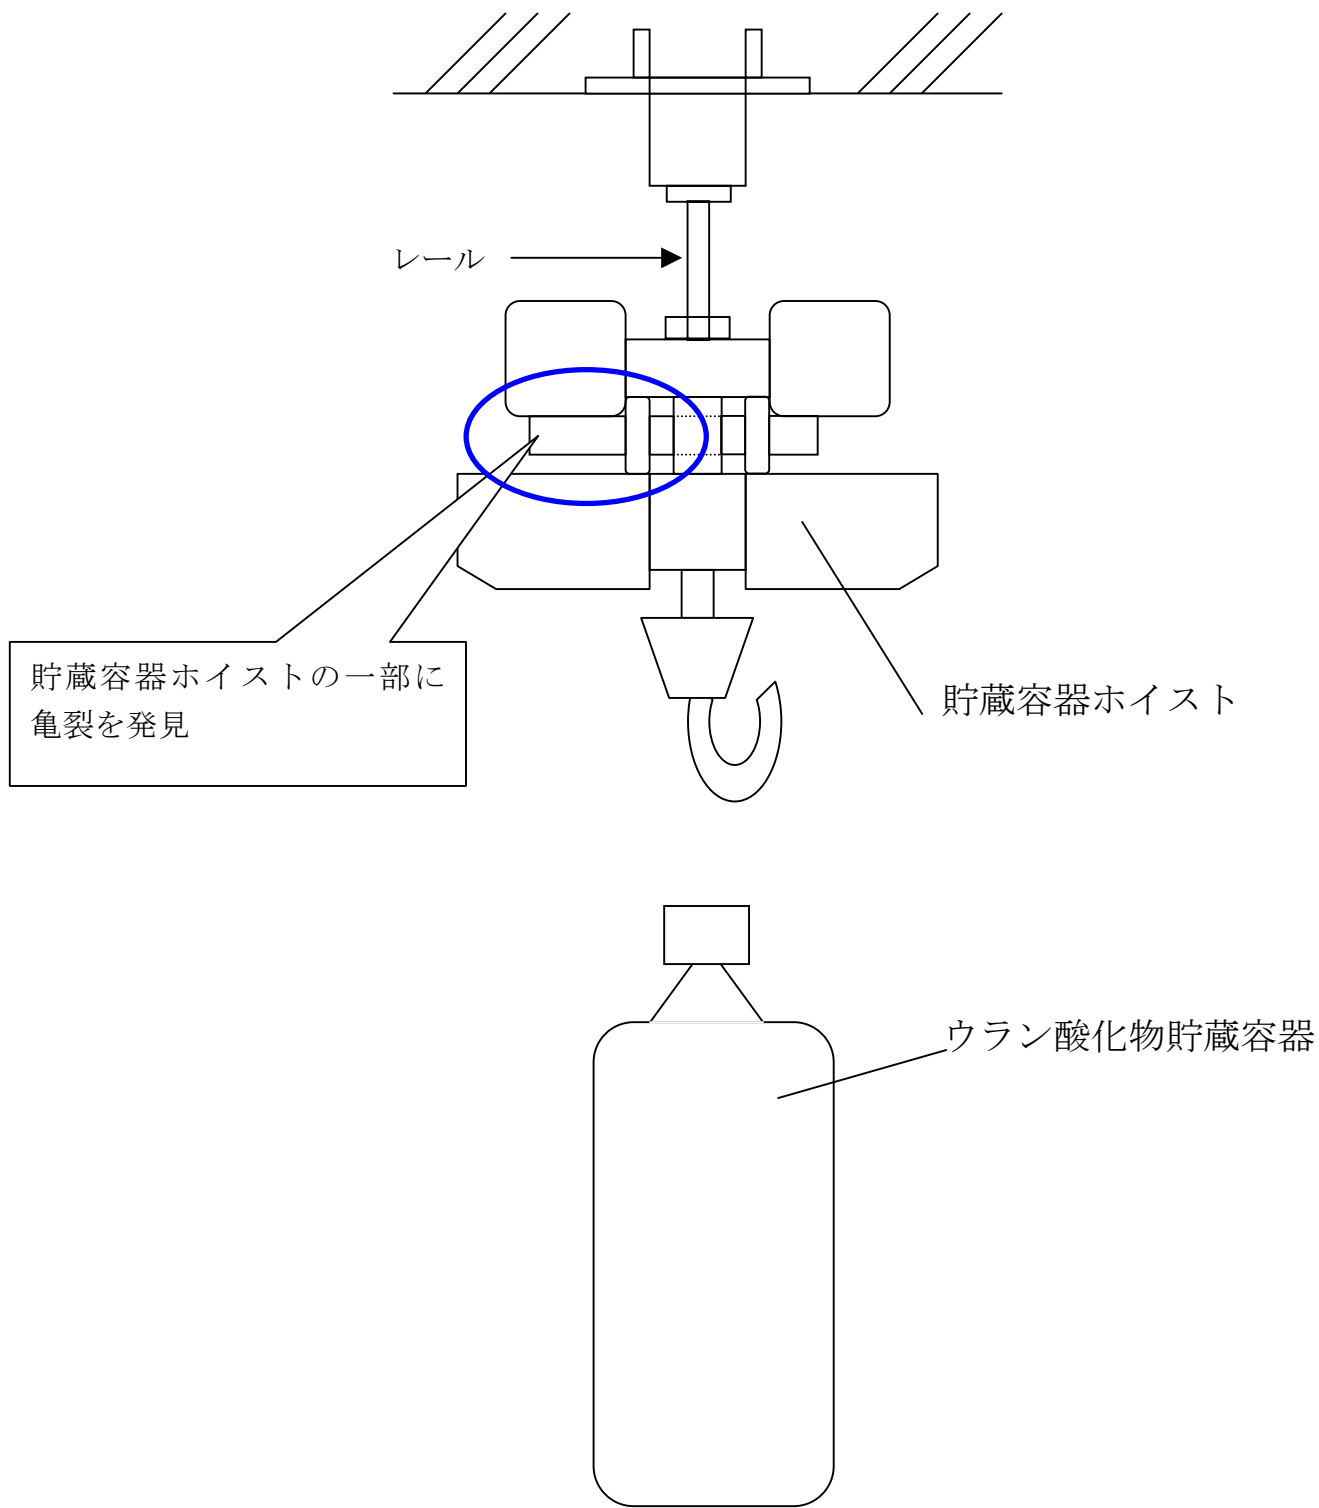 レール
貯蔵容器ホイストの一部に
亀裂を発見
貯蔵容器ホイスト
ウラン酸化物貯蔵容器